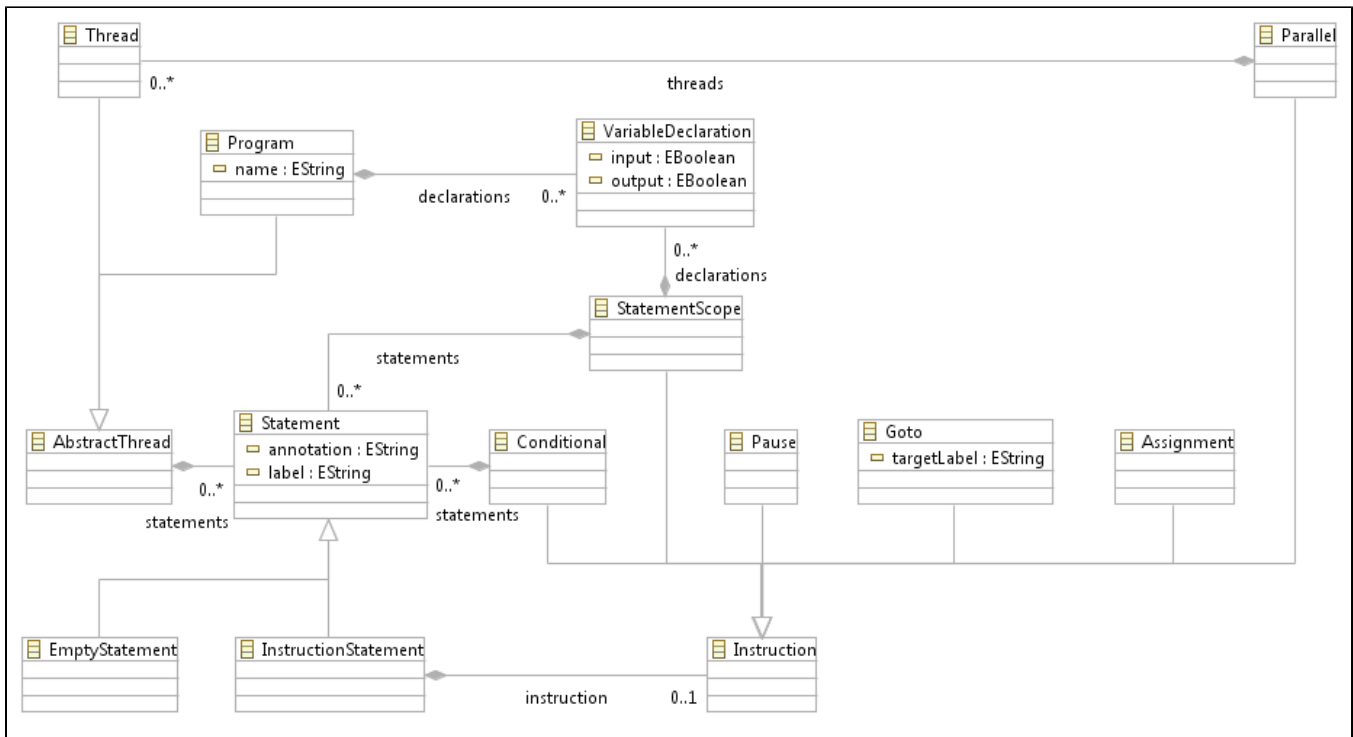 Thread
Parallel
0..*
threads
Program
name : EString
VariableDeclaration
input : EBoolean
output : EBoolean
declarations
0..*
0..*
declarations
StatementScope
statements
0..*
AbstractThread
Statement
annotation : EString
label : EString
Conditional
Pause
Goto
targetLabel : EString
Assignment
0..*
statements
0..*
statements
EmptyStatement
InstructionStatement
Instruction
instruction
0..1